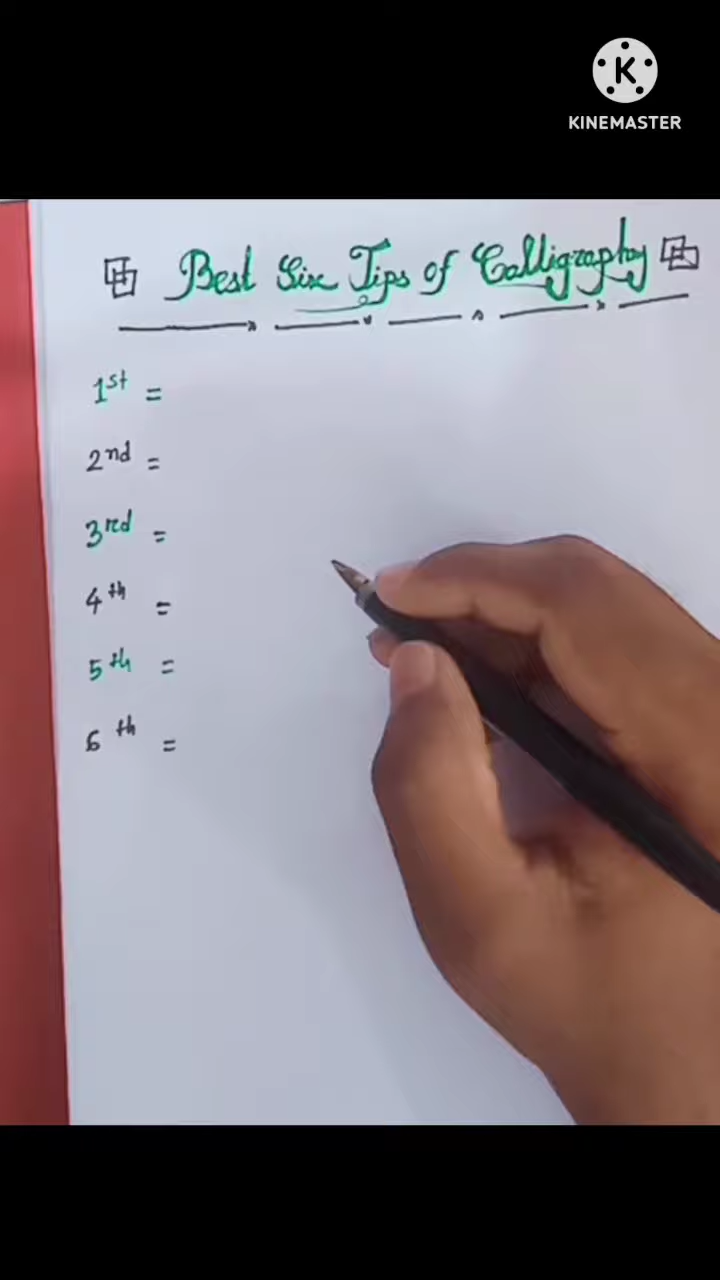 KINEMASTER
Best Six Tips of Calligraphy
1st =
2nd =
3rd =
4th =
5th =
6th =